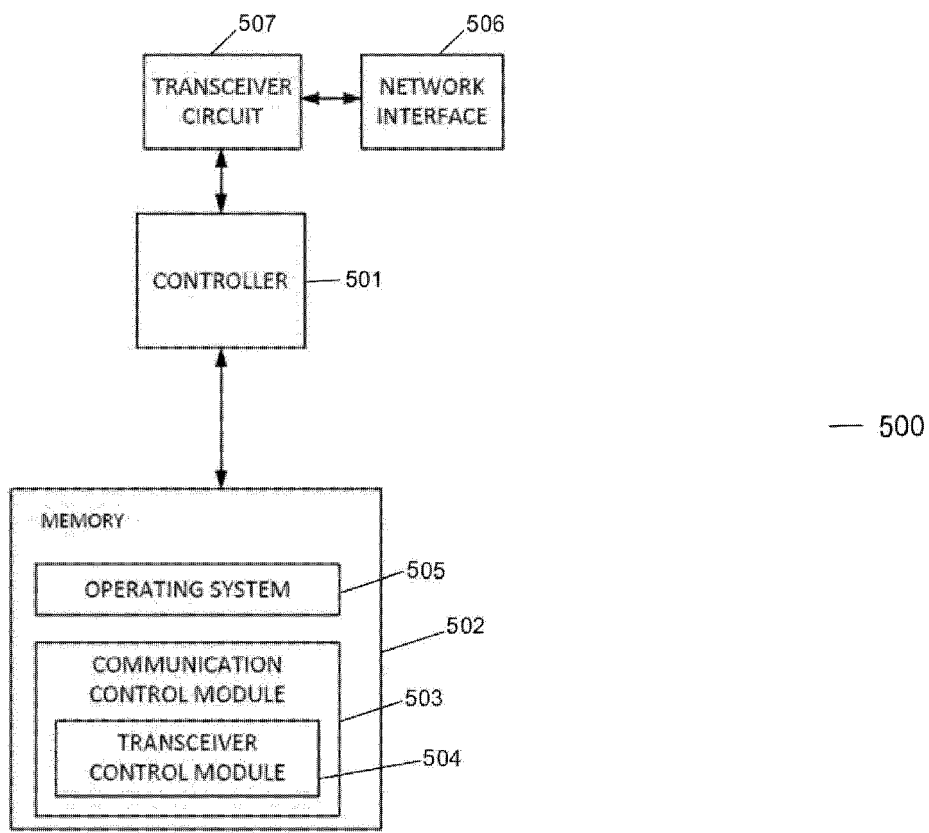 507
506
TRANSCEIVER
CIRCUIT
NETWORK
INTERFACE
CONTROLLER
501
500
MEMORY
OPERATING SYSTEM
505
502
COMMUNICATION
CONTROL MODULE
503
TRANSCEIVER
CONTROL MODULE
504